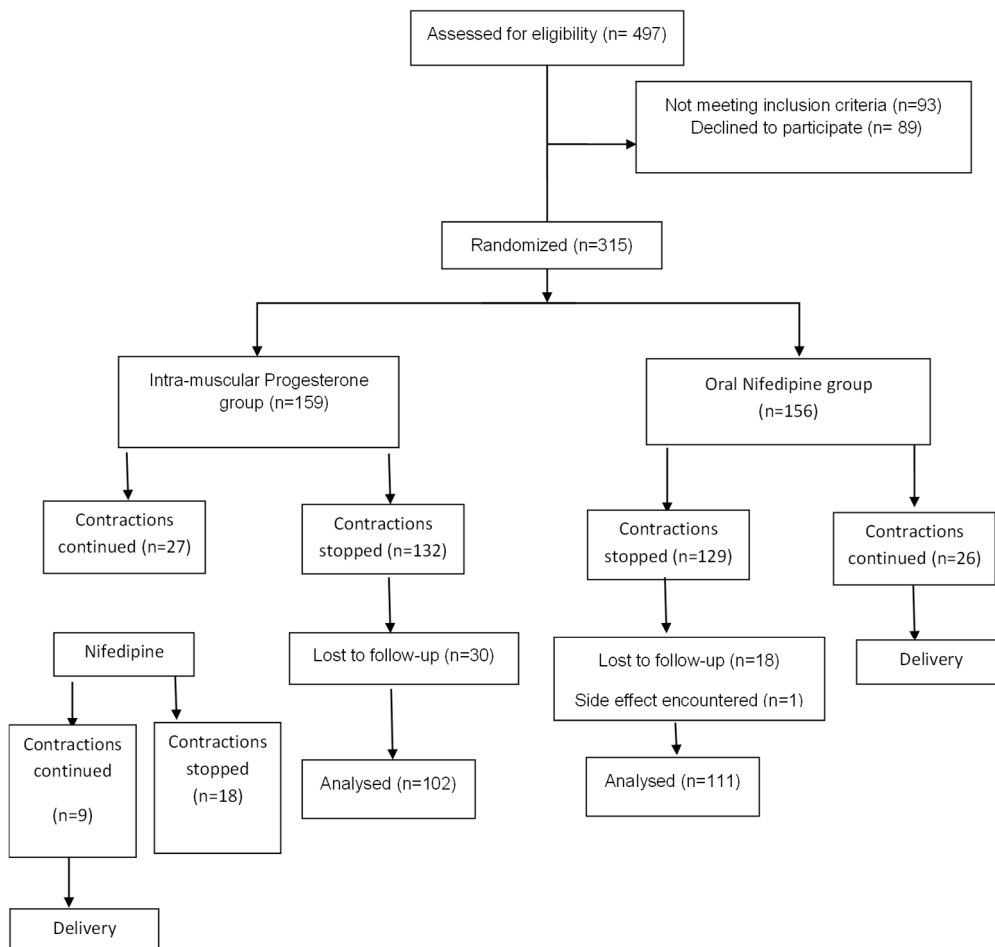 Assessed for eligibility (n= 497)
Not meeting inclusion criteria (n=93)
Declined to participate (n= 89)
Randomized (n=315)
Intra-muscular Progesterone
group (n=159)
Oral Nifedipine group
(n=156)
Contractions
continued (n=27)
Contractions
stopped (n=132)
Contractions
stopped (n=129)
Contractions
continued (n=26)
Nifedipine
Lost to follow-up (n=30)
Lost to follow-up (n=18)
Side effect encountered (n=1)
Delivery
Contractions
continued
(n=9)
Contractions
stopped
(n=18)
Analysed (n=102)
Analysed (n=111)
Delivery